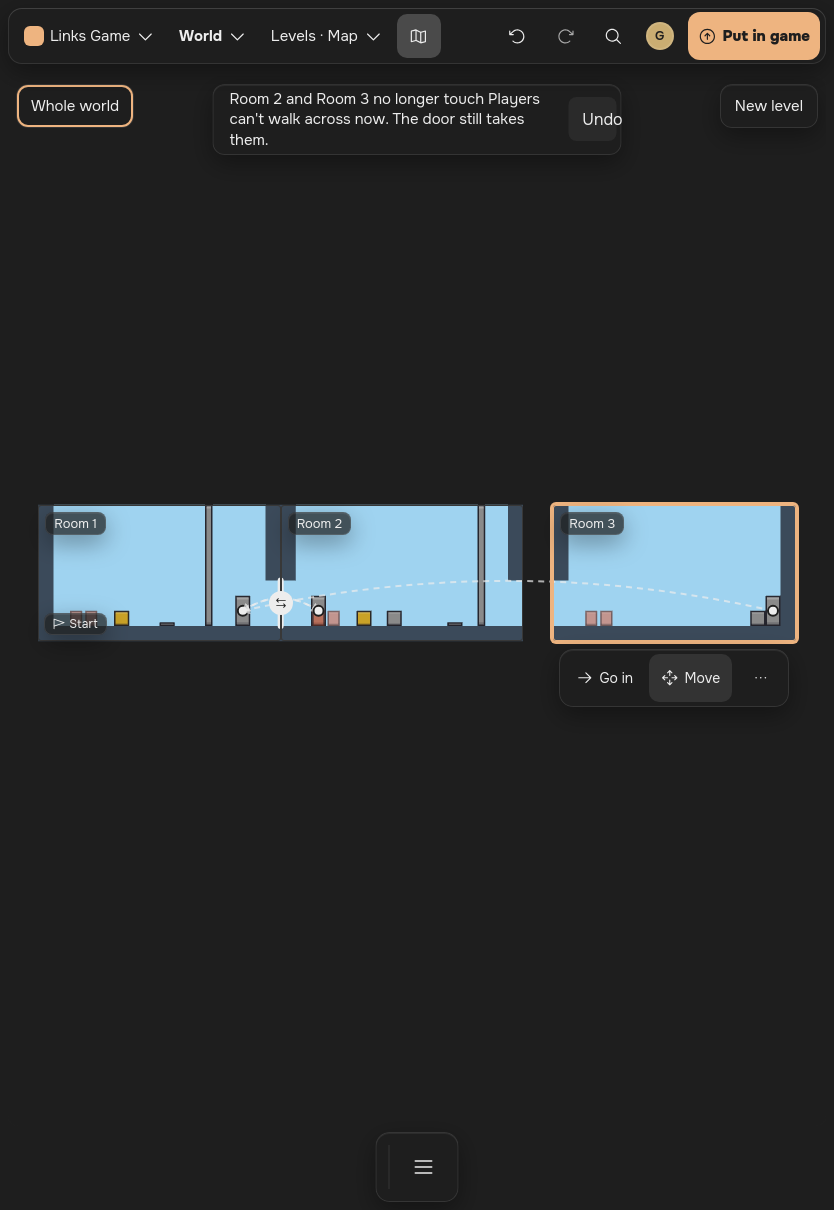 Links Game
World
Levels · Map
G
Put in game
Whole world
Room 2 and Room 3 no longer touch Players
can't walk across now. The door still takes
them.
Undo
New level
Room 1
Room 2
Room 3
Start
Go in
Move
···